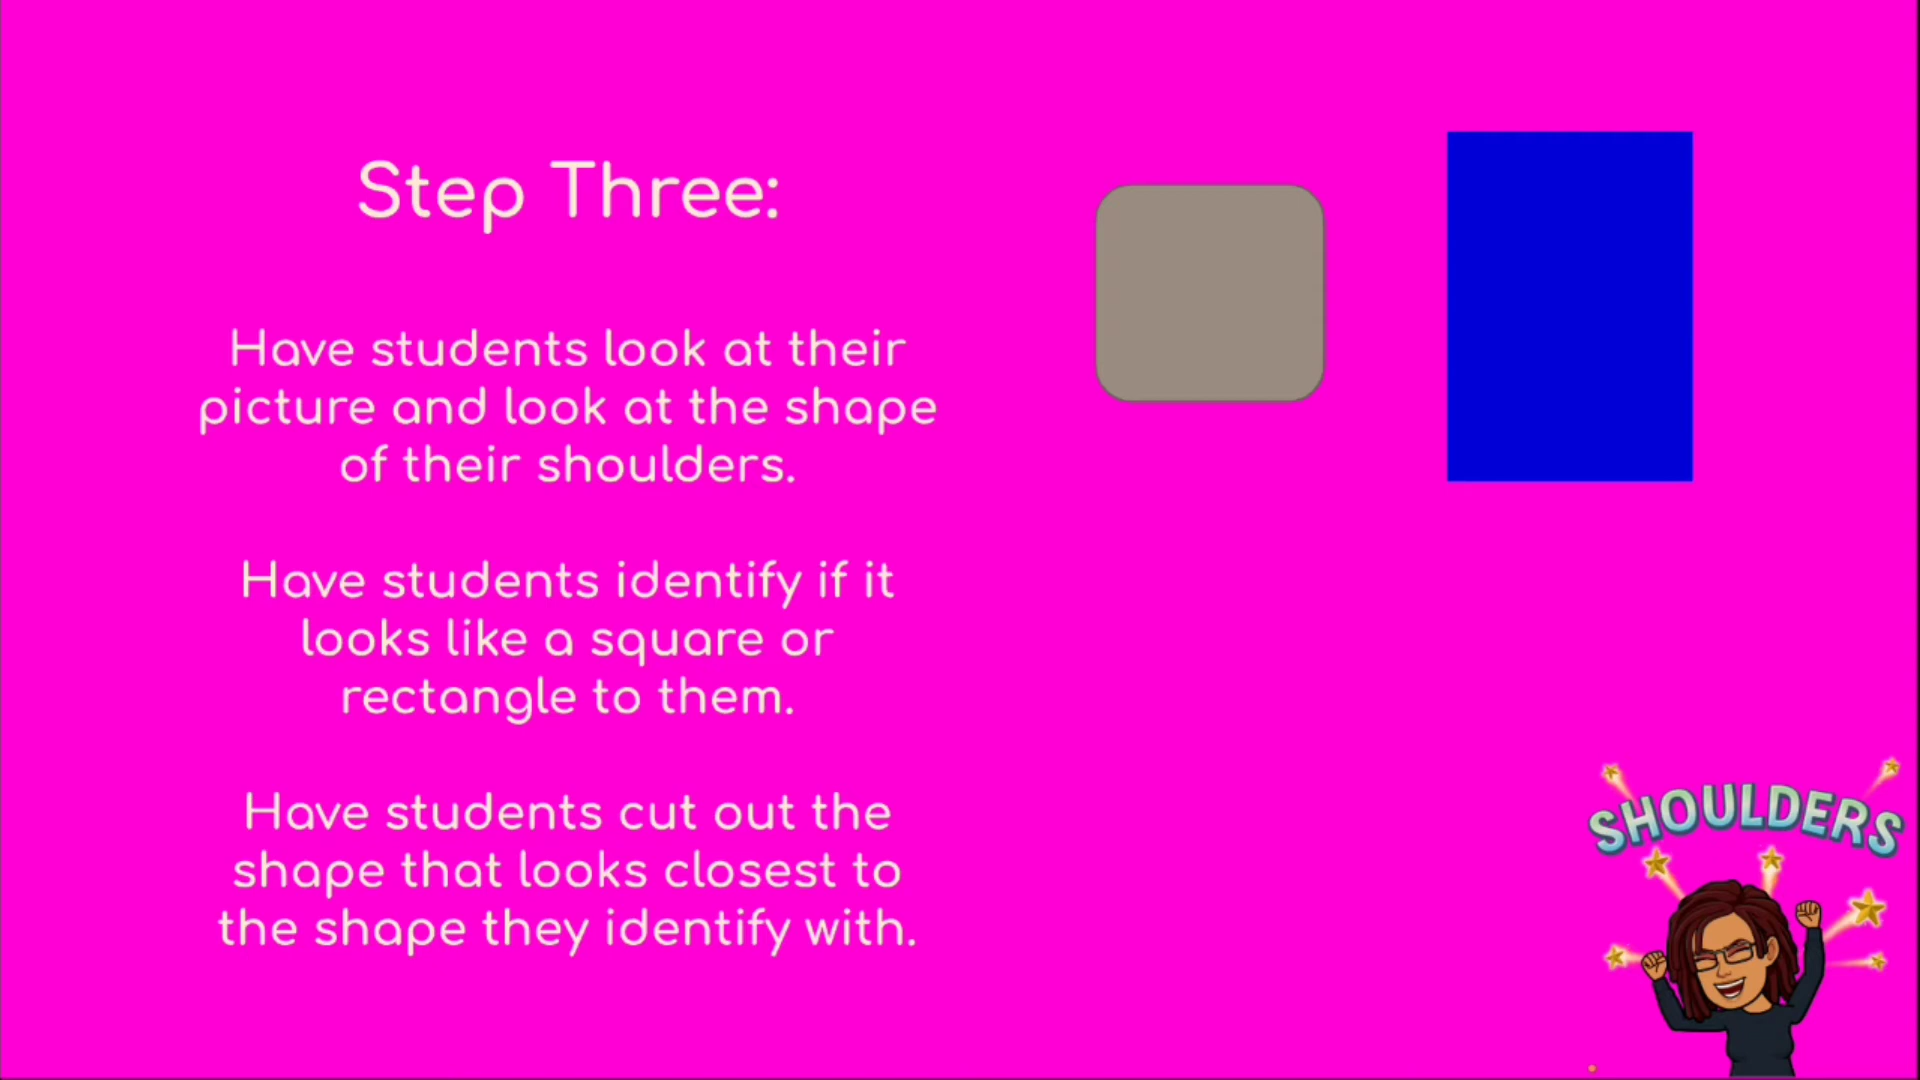 Step Three:
Have students look at their
picture and look at the shape
of their shoulders.
Have students identify if it
looks like a square or
rectangle to them.
Have students cut out the
shape that looks closest to
the shape they identify with.
SHOULDERS